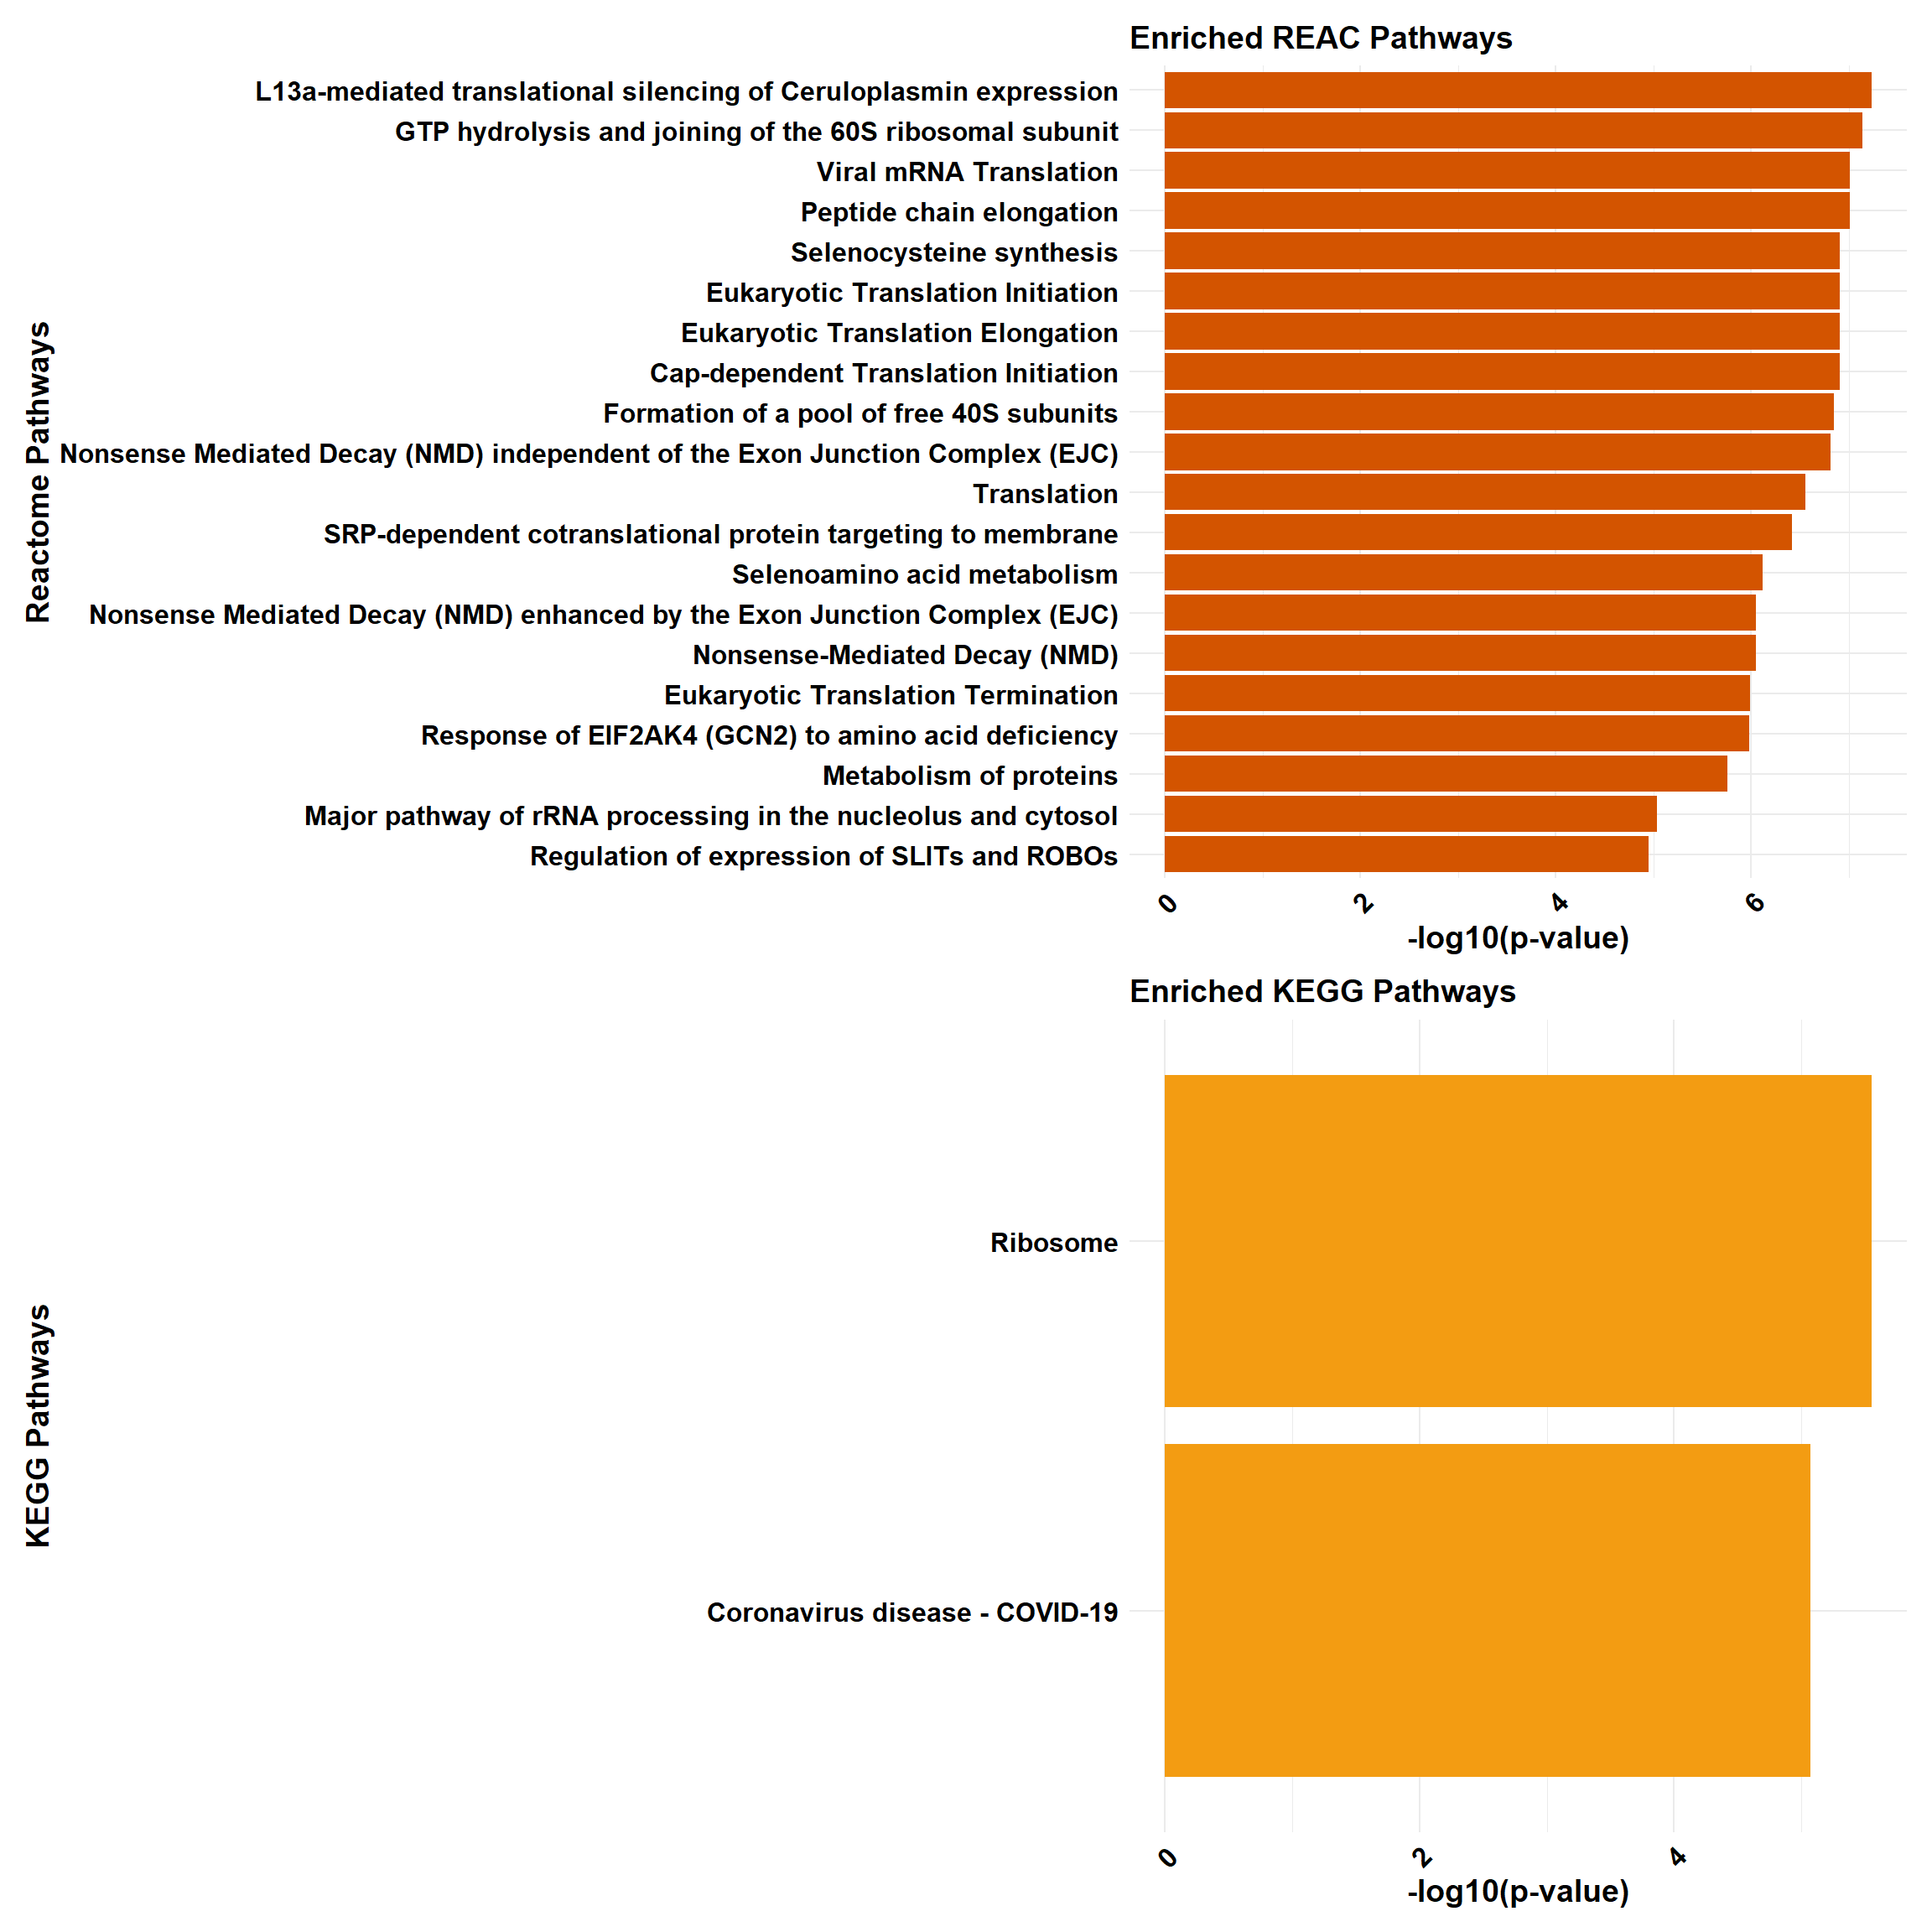 Enriched REAC Pathways
Reactome Pathways
L13a-mediated translational silencing of Ceruloplasmin expression
GTP hydrolysis and joining of the 60S ribosomal subunit
Viral mRNA Translation
Peptide chain elongation
Selenocysteine synthesis
Eukaryotic Translation Initiation
Eukaryotic Translation Elongation
Cap-dependent Translation Initiation
Formation of a pool of free 40S subunits
Nonsense Mediated Decay (NMD) independent of the Exon Junction Complex (EJC)
Translation
SRP-dependent cotranslational protein targeting to membrane
Selenoamino acid metabolism
Nonsense Mediated Decay (NMD) enhanced by the Exon Junction Complex (EJC)
Nonsense-Mediated Decay (NMD)
Eukaryotic Translation Termination
Response of EIF2AK4 (GCN2) to amino acid deficiency
Metabolism of proteins
Major pathway of rRNA processing in the nucleolus and cytosol
Regulation of expression of SLITs and ROBOs
0 2 4 6
-log10(p-value)
Enriched KEGG Pathways
KEGG Pathways
Ribosome
Coronavirus disease - COVID-19
0 2 4
-log10(p-value)